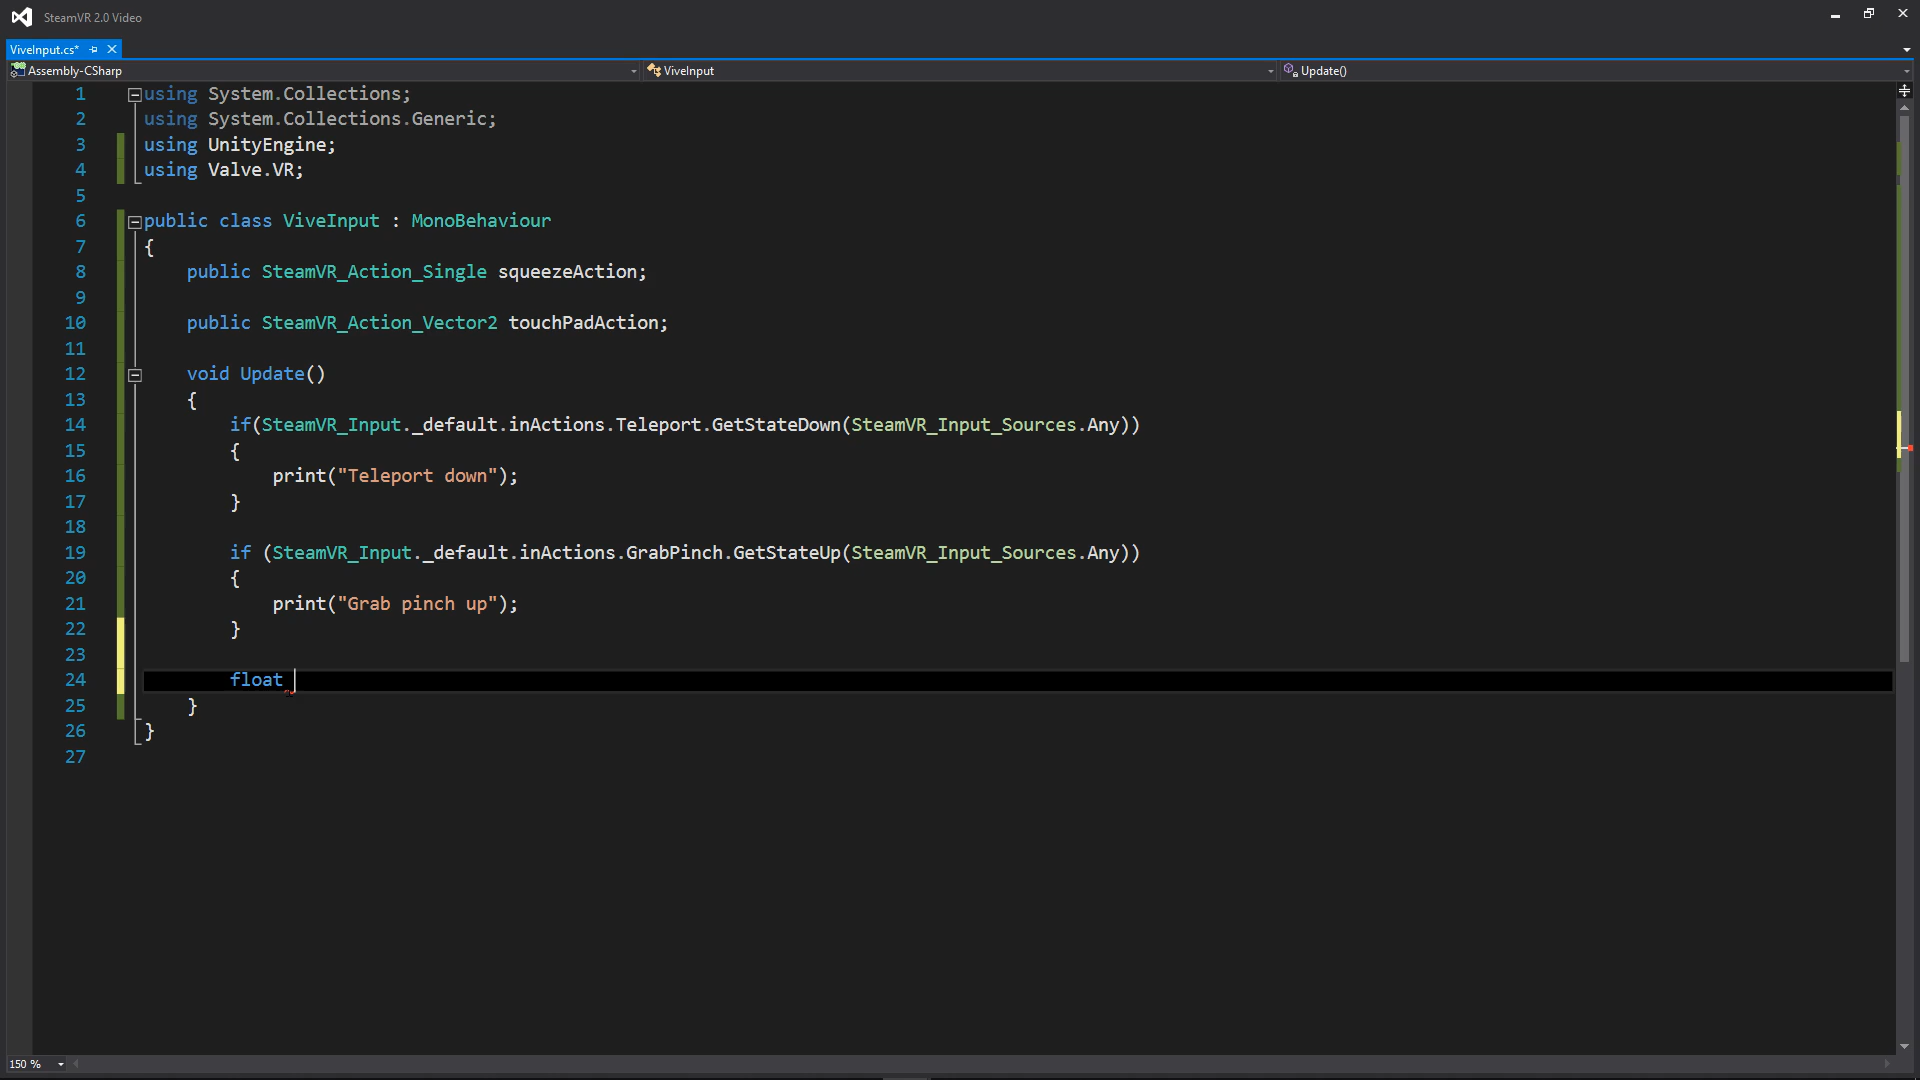 SteamVR 2.0 Video
ViveInput.cs*
Assembly-CSharp ViveInput Update()
1 using System.Collections;
2 using System.Collections.Generic;
3 using UnityEngine;
4 using Valve.VR;
5
6 public class ViveInput : MonoBehaviour
7 {
8 public SteamVR_Action_Single squeezeAction;
9
10 public SteamVR_Action_Vector2 touchPadAction;
11
12 void Update()
13 {
14 if(SteamVR_Input._default.inActions.Teleport.GetStateDown(SteamVR_Input_Sources.Any))
15 {
16 print("Teleport down");
17 }
18
19 if (SteamVR_Input._default.inActions.GrabPinch.GetStateUp(SteamVR_Input_Sources.Any))
20 {
21 print("Grab pinch up");
22 }
23
24 float
25 }
26 }
27
150 %